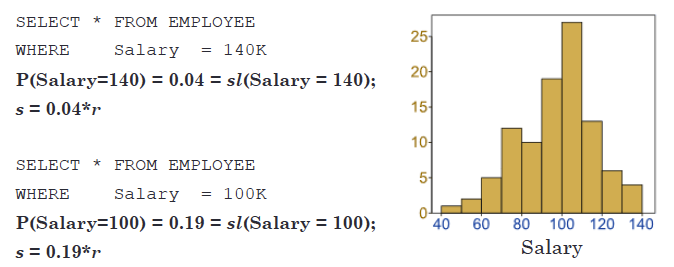 SELECT * FROM EMPLOYEE
WHERE Salary = 140K
P(Salary=140) = 0.04 = sl(Salary = 140);
s = 0.04*r
SELECT * FROM EMPLOYEE
WHERE Salary = 100K
P(Salary=100) = 0.19 = sl(Salary = 100);
s = 0.19*r
25
20
15
10
5
0
40 60 80 100 120 140
Salary